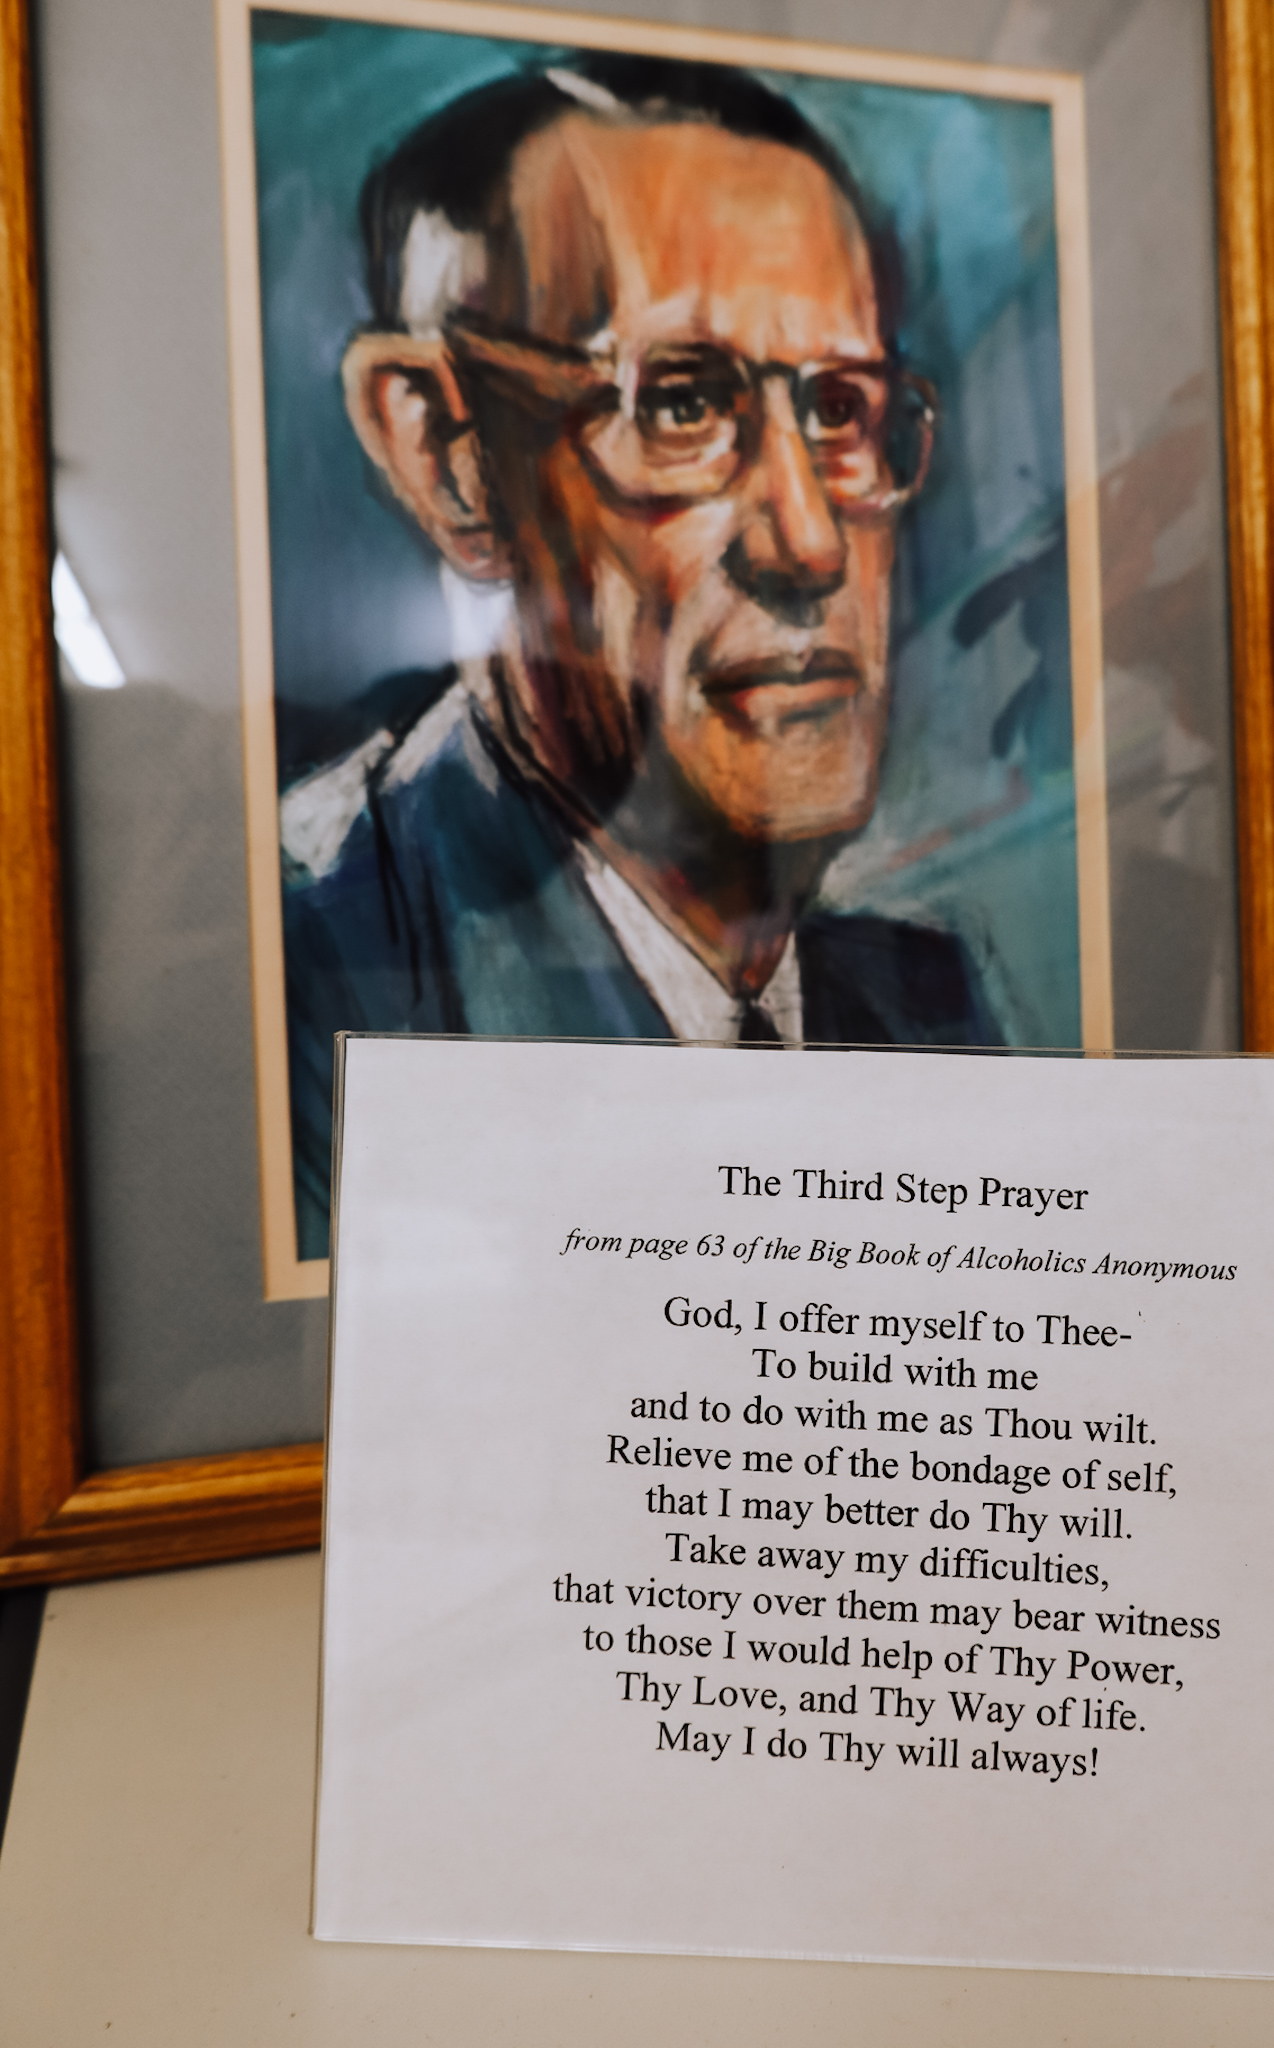 The Third Step Prayer
from page 63 of the Big Book of Alcoholics Anonymous
God, I offer myself to Thee-
To build with me
and to do with me as Thou wilt.
Relieve me of the bondage of self,
that I may better do Thy will.
Take away my difficulties,
that victory over them may bear witness
to those I would help of Thy Power,
Thy Love, and Thy Way of life.
May I do Thy will always!